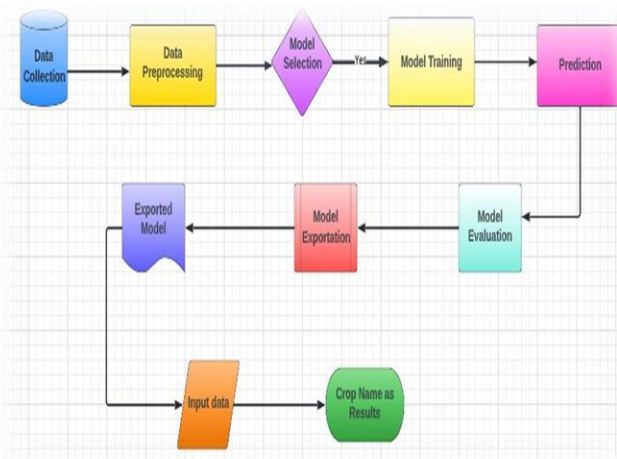 Data
Collection
Data
Preprocessing
Model
Selection
Yes
Model Training
Prediction
Exported
Model
Model
Exportation
Model
Evaluation
Input data
Crop Name as
Results